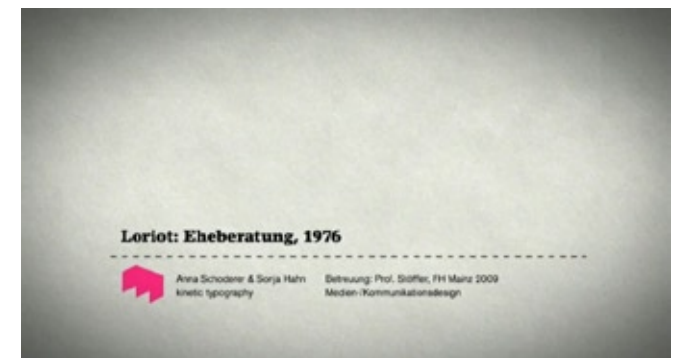 Loriot: Eheberatung, 1976
Anna Schoderer & Sonja Hahn
kinetic typography
Betreuung: Prof. Stöffler, FH Mainz 2009
Medien-/Kommunikationsdesign